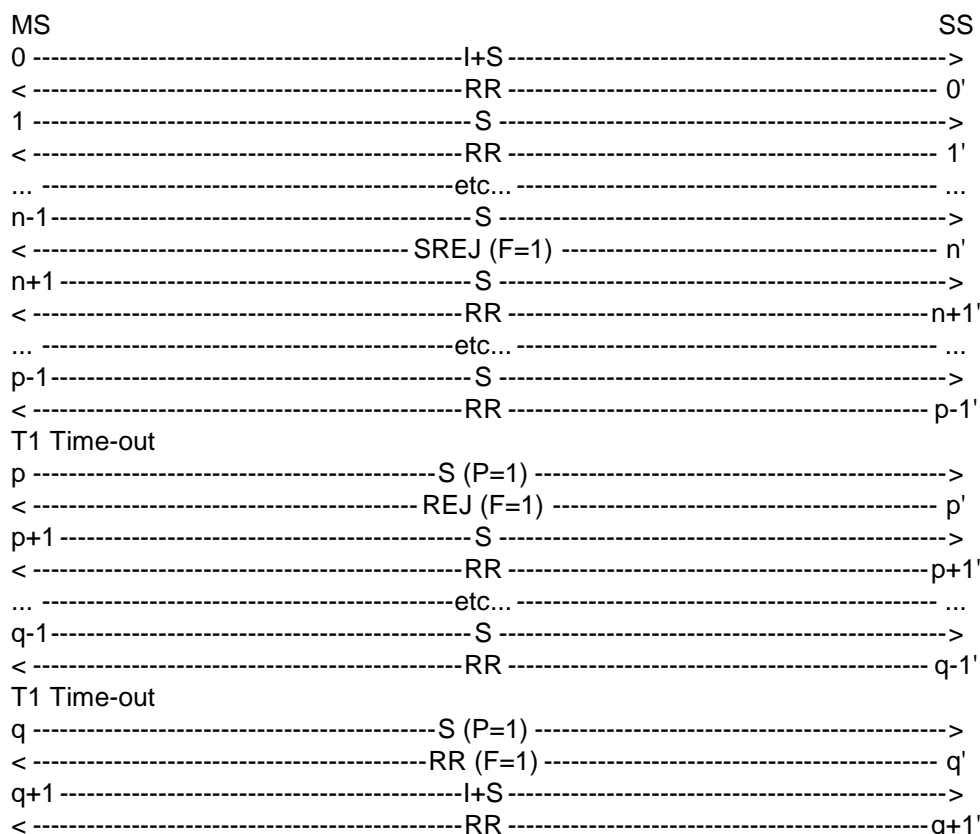 MS SS
0 ------------------------------------------------I+S -------------------------------------------------->
< ------------------------------------------------RR ------------------------------------------------ 0'
1 -------------------------------------------------S -------------------------------------------------->
< ------------------------------------------------RR ------------------------------------------------ 1'
... -----------------------------------------------etc... ------------------------------------------------ ...
n-1-----------------------------------------------S -------------------------------------------------->
< ------------------------------------------SREJ (F=1) ------------------------------------------ n'
n+1 ----------------------------------------------S -------------------------------------------------->
< ------------------------------------------------RR -----------------------------------------------n+1'
... -----------------------------------------------etc... ------------------------------------------------ ...
p-1-----------------------------------------------S -------------------------------------------------->
< ------------------------------------------------RR ----------------------------------------------- p-1'
T1 Time-out
p ---------------------------------------------S (P=1) ---------------------------------------------->
< ------------------------------------------- REJ (F=1) ------------------------------------------- p'
p+1 ----------------------------------------------S -------------------------------------------------->
< ------------------------------------------------RR -----------------------------------------------p+1'
... -----------------------------------------------etc... ------------------------------------------------ ...
q-1-----------------------------------------------S -------------------------------------------------->
< ------------------------------------------------RR ----------------------------------------------- q-1'
T1 Time-out
q ---------------------------------------------S (P=1) ---------------------------------------------->
< --------------------------------------------RR (F=1) -------------------------------------------- q'
q+1 ---------------------------------------------I+S ------------------------------------------------->
< ------------------------------------------------RR -----------------------------------------------q+1'